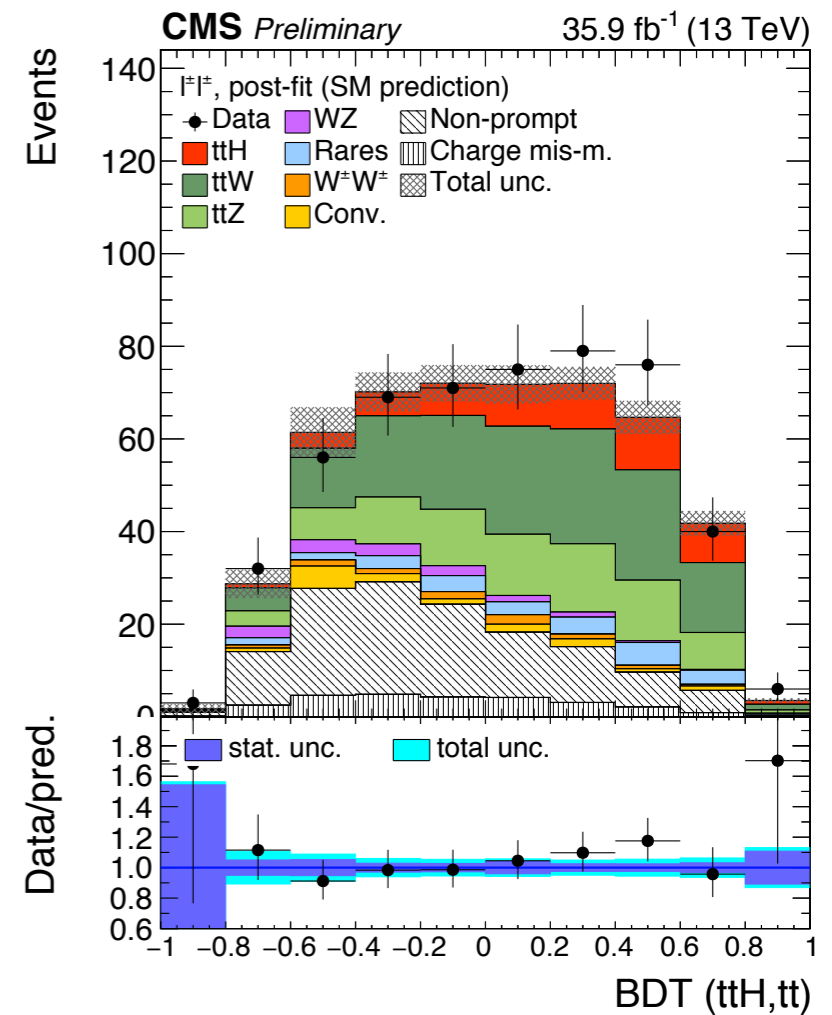 CMS Preliminary 35.9 fb⁻¹ (13 TeV)
Events
l±l±, post-fit (SM prediction)
Data WZ Non-prompt
ttH Rares Charge mis-m.
ttW W±W± Total unc.
ttZ Conv.
140
120
100
80
60
40
20
0
Data/pred.
stat. unc. total unc.
1.8
1.6
1.4
1.2
1.0
0.8
0.6
−1 −0.8 −0.6 −0.4 −0.2 0 0.2 0.4 0.6 0.8 1
BDT (ttH,tt)